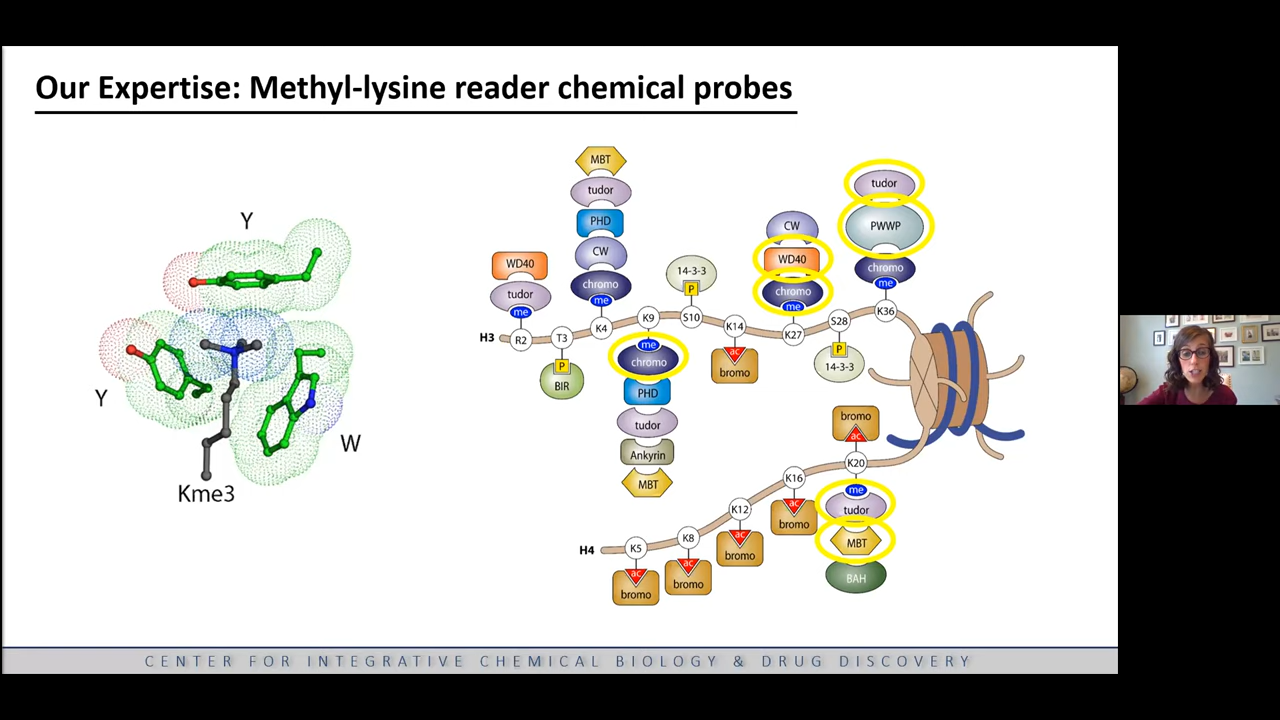 Our Expertise: Methyl-lysine reader chemical probes
Y
Y
W
Kme3
MBT
tudor
PHD
CW
chromo
me
WD40
tudor
me
14-3-3
P
CW
WD40
chromo
me
tudor
PWWP
chromo
me
H3
R2
T3
K4
K9
S10
K14
K27
S28
K36
P
BIR
me
chromo
PHD
tudor
Ankyrin
MBT
ac
bromo
P
14-3-3
bromo
ac
H4
K5
K8
K12
K16
K20
ac
bromo
ac
bromo
ac
bromo
ac
bromo
me
tudor
MBT
BAH
CENTER FOR INTEGRATIVE CHEMICAL BIOLOGY & DRUG DISCOVERY